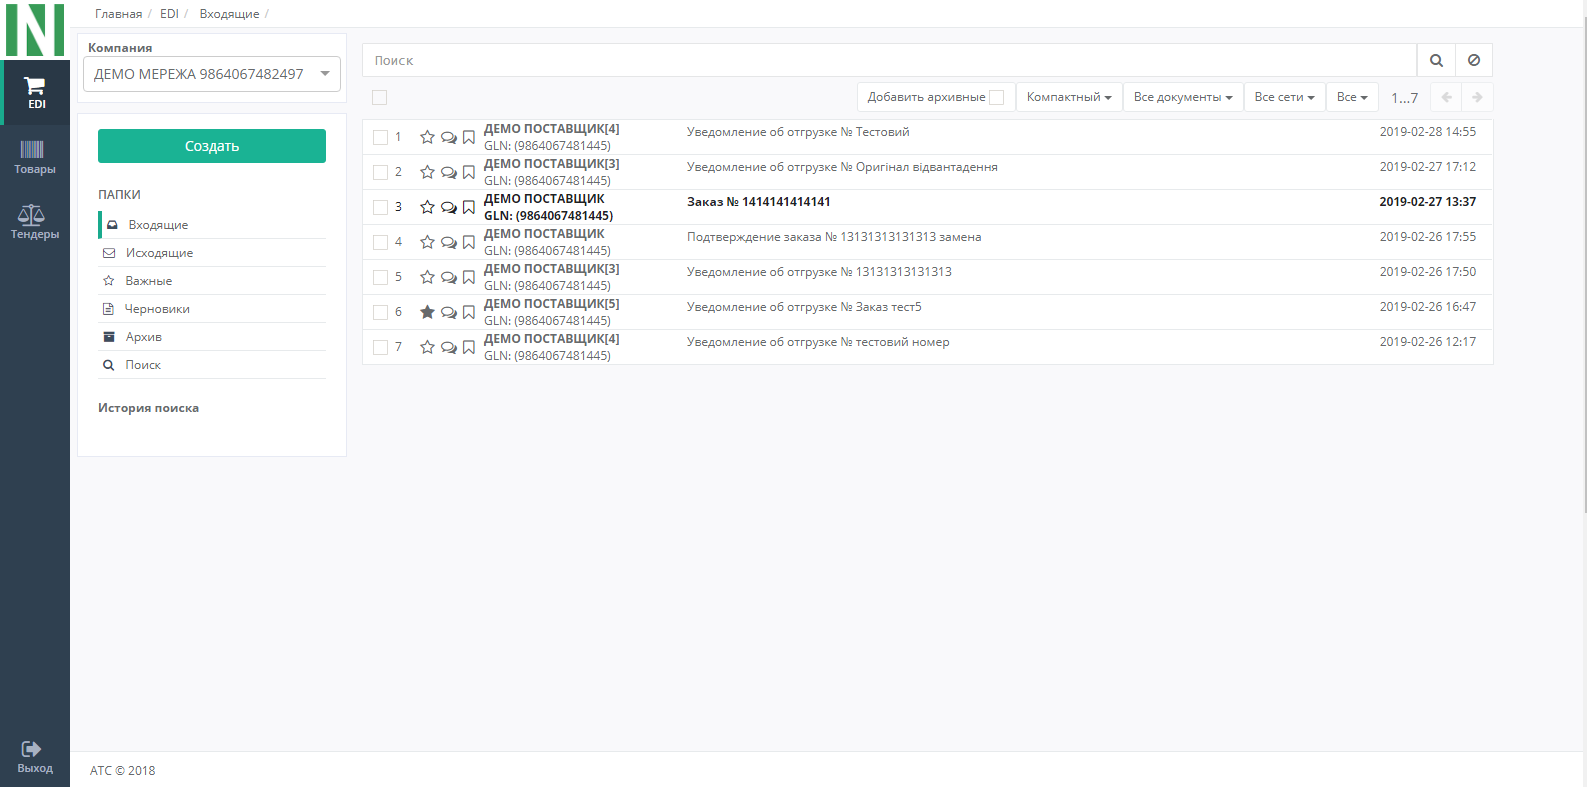 Главная / EDI / Входящие /
N
Компания
ДЕМО МЕРЕЖА 9864067482497
Поиск
EDI
Товары
Тендеры
Выход
Создать
ПАПКИ
Входящие
Исходящие
Важные
Черновики
Архив
Поиск
История поиска
Добавить архивные Компактный Все документы Все сети Все 1...7
1 ДЕМО ПОСТАВЩИК[4] Уведомление об отгрузке № Тестовий 2019-02-28 14:55
GLN: (9864067481445)
2 ДЕМО ПОСТАВЩИК[3] Уведомление об отгрузке № Оригінал відвантадення 2019-02-27 17:12
GLN: (9864067481445)
3 ДЕМО ПОСТАВЩИК Заказ № 1414141414141 2019-02-27 13:37
GLN: (9864067481445)
4 ДЕМО ПОСТАВЩИК Подтверждение заказа № 13131313131313 замена 2019-02-26 17:55
GLN: (9864067481445)
5 ДЕМО ПОСТАВЩИК[3] Уведомление об отгрузке № 13131313131313 2019-02-26 17:50
GLN: (9864067481445)
6 ДЕМО ПОСТАВЩИК[5] Уведомление об отгрузке № Заказ тест5 2019-02-26 16:47
GLN: (9864067481445)
7 ДЕМО ПОСТАВЩИК[4] Уведомление об отгрузке № тестовий номер 2019-02-26 12:17
GLN: (9864067481445)
АТС © 2018